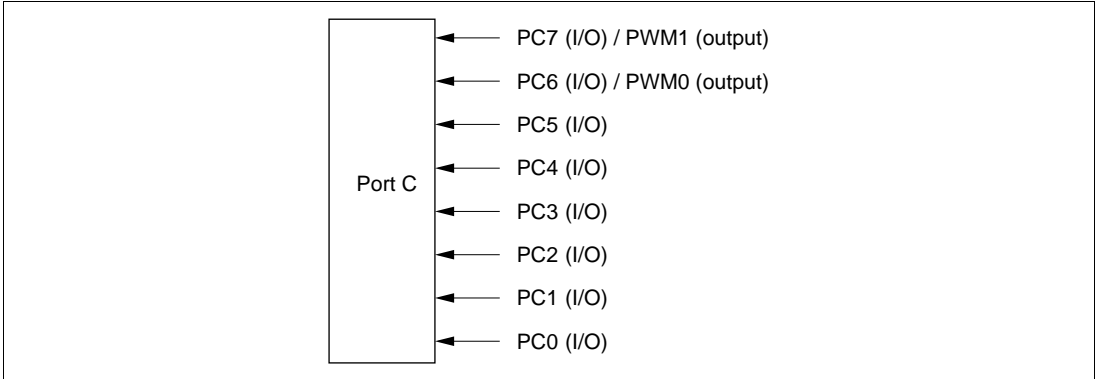 PC7 (I/O) / PWM1 (output)
PC6 (I/O) / PWM0 (output)
PC5 (I/O)
PC4 (I/O)
Port C
PC3 (I/O)
PC2 (I/O)
PC1 (I/O)
PC0 (I/O)